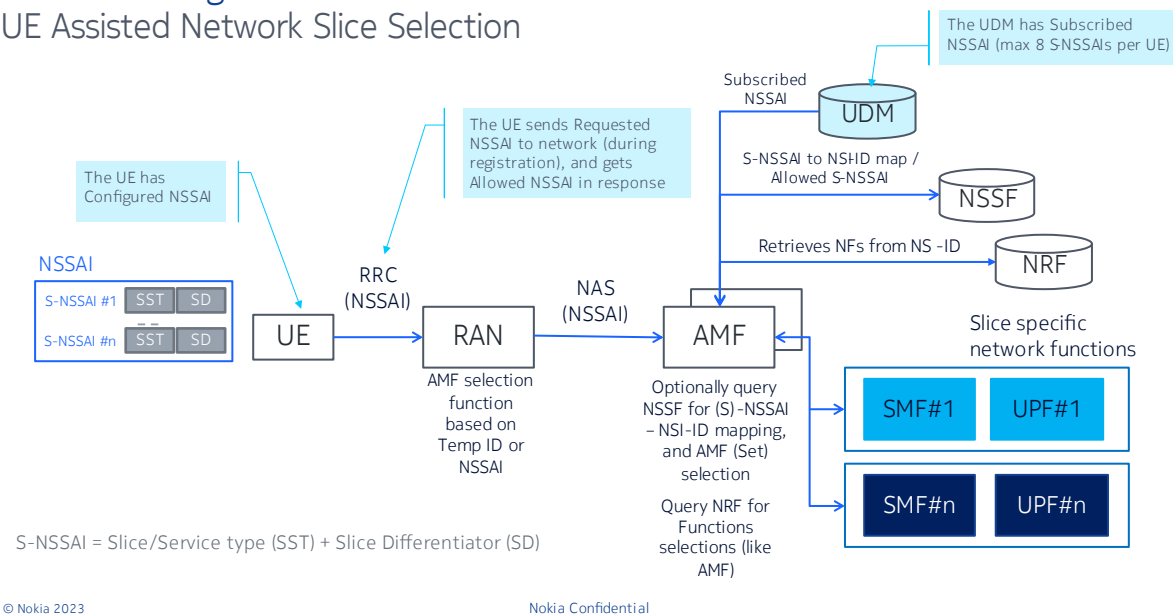 UE Assisted Network Slice Selection
The UDM has Subscribed
NSSAI (max 8 S-NSSAIs per UE)
Subscribed
NSSAI
UDM
The UE sends Requested
NSSAI to network (during
registration), and gets
Allowed NSSAI in response
The UE has
Configured NSSAI
S-NSSAI to NSI-ID map /
Allowed S-NSSAI
NSSF
Retrieves NFs from NS -ID
NRF
NSSAI
S-NSSAI #1 SST SD
S-NSSAI #n SST SD
RRC
(NSSAI)
NAS
(NSSAI)
UE
RAN
AMF
AMF selection
function
based on
Temp ID or
NSSAI
Optionally query
NSSF for (S)-NSSAI
– NSI-ID mapping,
and AMF (Set)
selection
Query NRF for
Functions
selections (like
AMF)
Slice specific
network functions
SMF#1 UPF#1
SMF#n UPF#n
S-NSSAI = Slice/Service type (SST) + Slice Differentiator (SD)
© Nokia 2023
Nokia Confidential